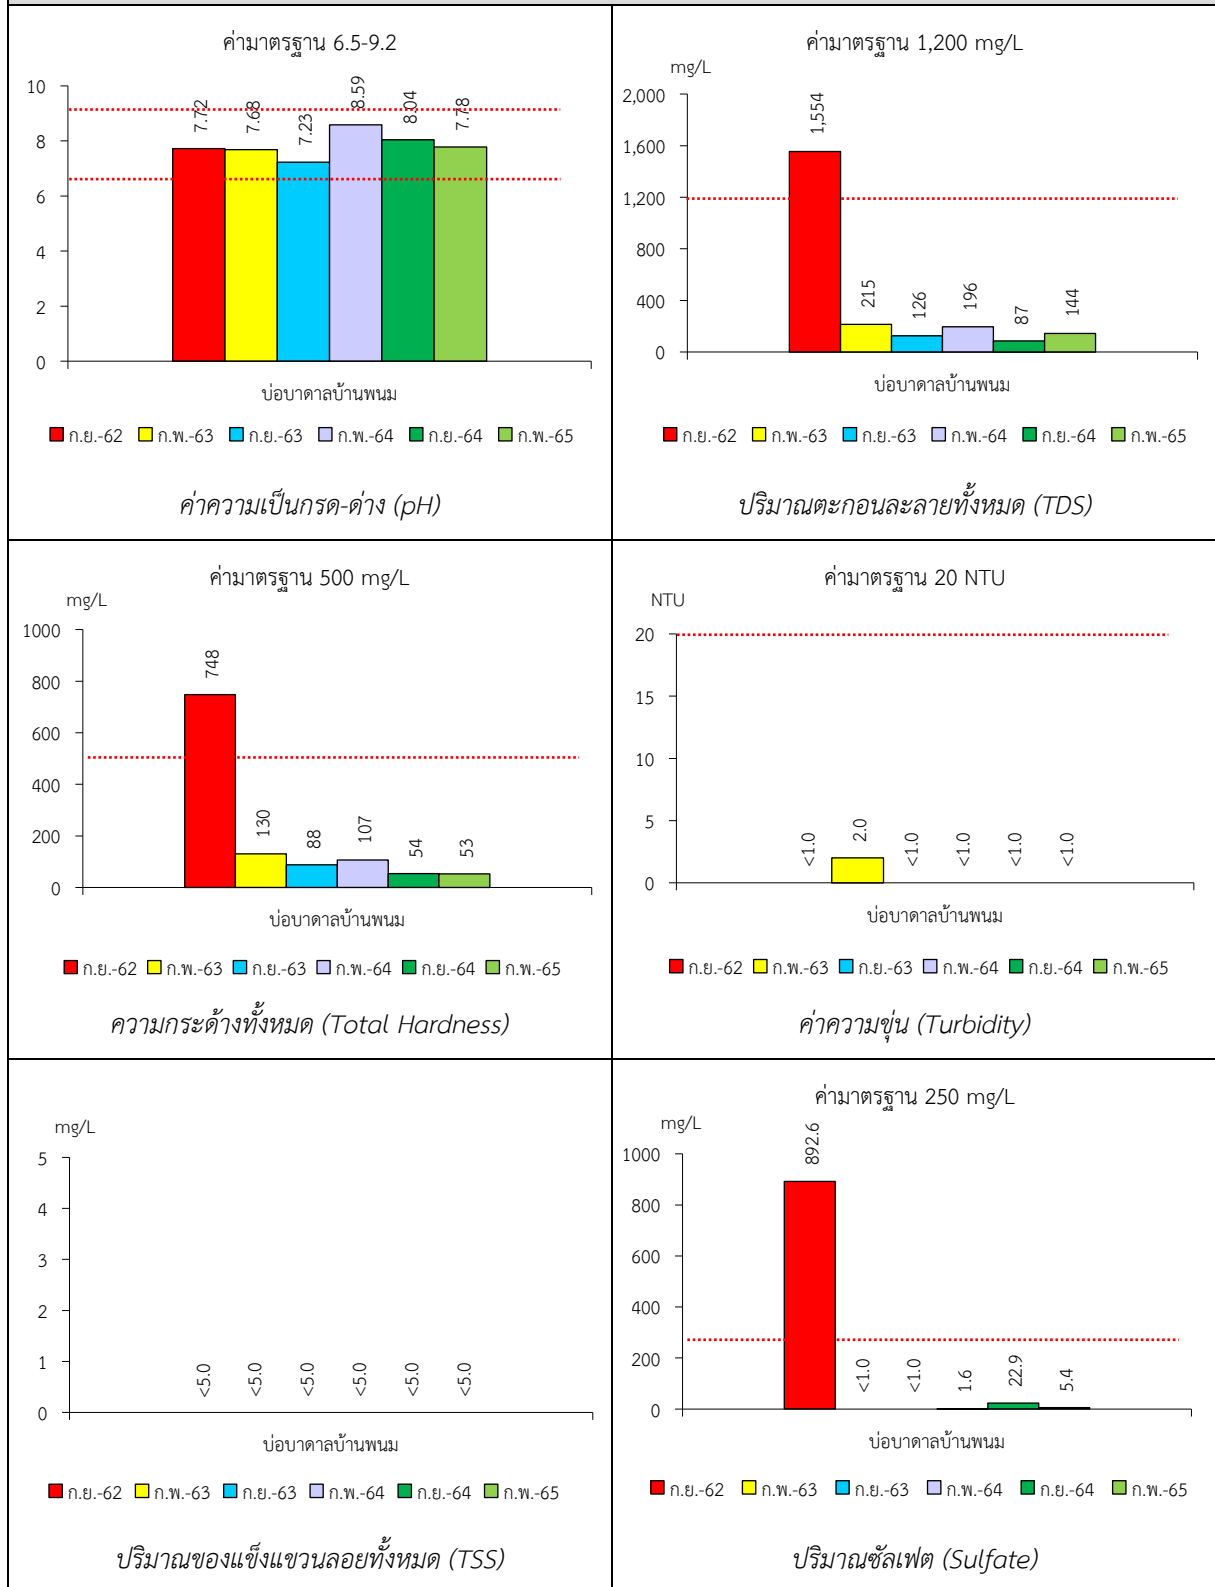 ค่ามาตรฐาน 6.5-9.2
10
8
6
4
2
0
7.72
7.68
7.23
8.59
8.04
7.78
บ่อบาดาลบ้านพนม
ก.ย.-62 ก.พ.-63 ก.ย.-63 ก.พ.-64 ก.ย.-64 ก.พ.-65
ค่าความเป็นกรด-ด่าง (pH)
ค่ามาตรฐาน 1,200 mg/L
mg/L
2,000
1,600
1,200
800
400
0
1,554
215
126
196
87
144
บ่อบาดาลบ้านพนม
ก.ย.-62 ก.พ.-63 ก.ย.-63 ก.พ.-64 ก.ย.-64 ก.พ.-65
ปริมาณตะกอนละลายทั้งหมด (TDS)
ค่ามาตรฐาน 500 mg/L
mg/L
1000
800
600
400
200
0
748
130
88
107
54
53
บ่อบาดาลบ้านพนม
ก.ย.-62 ก.พ.-63 ก.ย.-63 ก.พ.-64 ก.ย.-64 ก.พ.-65
ความกระด้างทั้งหมด (Total Hardness)
ค่ามาตรฐาน 20 NTU
NTU
20
15
10
5
0
<1.0
2.0
<1.0
<1.0
<1.0
<1.0
บ่อบาดาลบ้านพนม
ก.ย.-62 ก.พ.-63 ก.ย.-63 ก.พ.-64 ก.ย.-64 ก.พ.-65
ค่าความขุ่น (Turbidity)
mg/L
5
4
3
2
1
0
<5.0
<5.0
<5.0
<5.0
<5.0
<5.0
บ่อบาดาลบ้านพนม
ก.ย.-62 ก.พ.-63 ก.ย.-63 ก.พ.-64 ก.ย.-64 ก.พ.-65
ปริมาณของแข็งแขวนลอยทั้งหมด (TSS)
ค่ามาตรฐาน 250 mg/L
mg/L
1000
800
600
400
200
0
892.6
<1.0
<1.0
1.6
22.9
5.4
บ่อบาดาลบ้านพนม
ก.ย.-62 ก.พ.-63 ก.ย.-63 ก.พ.-64 ก.ย.-64 ก.พ.-65
ปริมาณซัลเฟต (Sulfate)